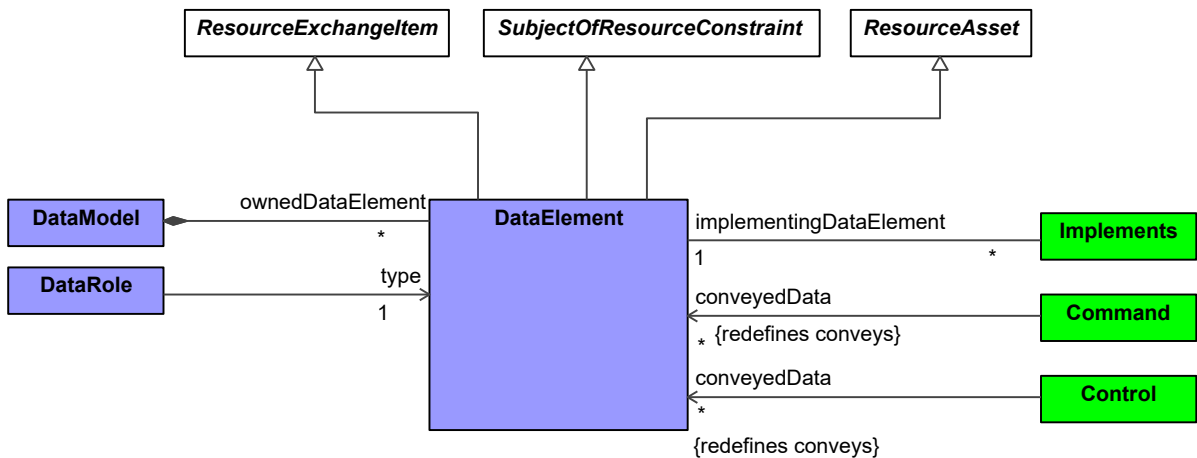 ResourceExchangeItem
SubjectOfResourceConstraint
ResourceAsset
DataModel
ownedDataElement
*
DataElement
implementingDataElement
1
*
Implements
DataRole
type
1
conveyedData
*
{redefines conveys}
Command
conveyedData
*
{redefines conveys}
Control